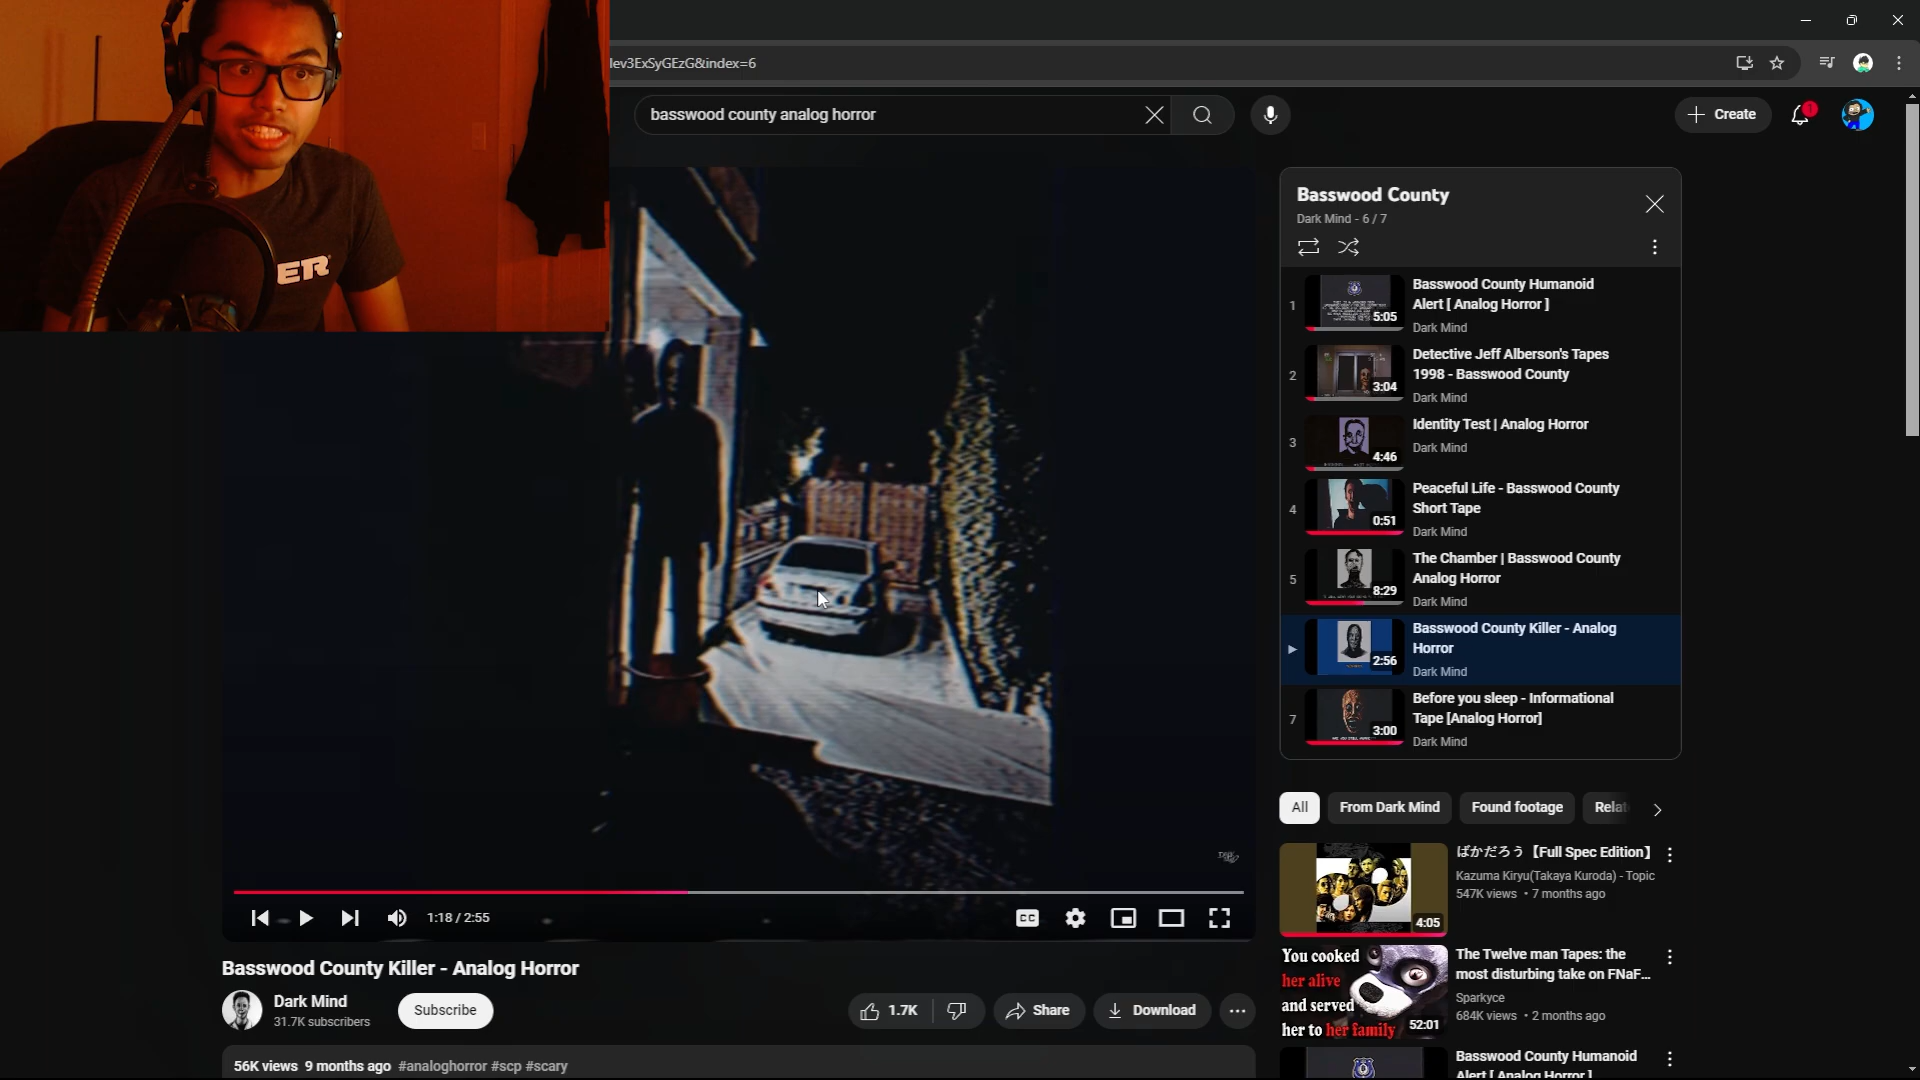 lev3ExSyGEzG&index=6
basswood county analog horror
Create
1
ER
Basswood County
Dark Mind - 6 / 7
1
5:05
Basswood County Humanoid
Alert [ Analog Horror ]
Dark Mind
2
3:04
Detective Jeff Alberson's Tapes
1998 - Basswood County
Dark Mind
3
4:46
Identity Test | Analog Horror
Dark Mind
4
0:51
Peaceful Life - Basswood County
Short Tape
Dark Mind
5
8:29
The Chamber | Basswood County
Analog Horror
Dark Mind
2:56
Basswood County Killer - Analog
Horror
Dark Mind
7
3:00
Before you sleep - Informational
Tape [Analog Horror]
Dark Mind
All
From Dark Mind
Found footage
Relat
4:05
ばかだろう【Full Spec Edition】
Kazuma Kiryu(Takaya Kuroda) - Topic
547K views • 7 months ago
You cooked
her alive
and served
her to her family
52:01
The Twelve man Tapes: the
most disturbing take on FNaF...
Sparkyce
684K views • 2 months ago
Basswood County Humanoid
Alert [ Analog Horror ]
1:18 / 2:55
CC
Basswood County Killer - Analog Horror
Dark Mind
31.7K subscribers
Subscribe
1.7K
Share
Download
56K views 9 months ago #analoghorror #scp #scary